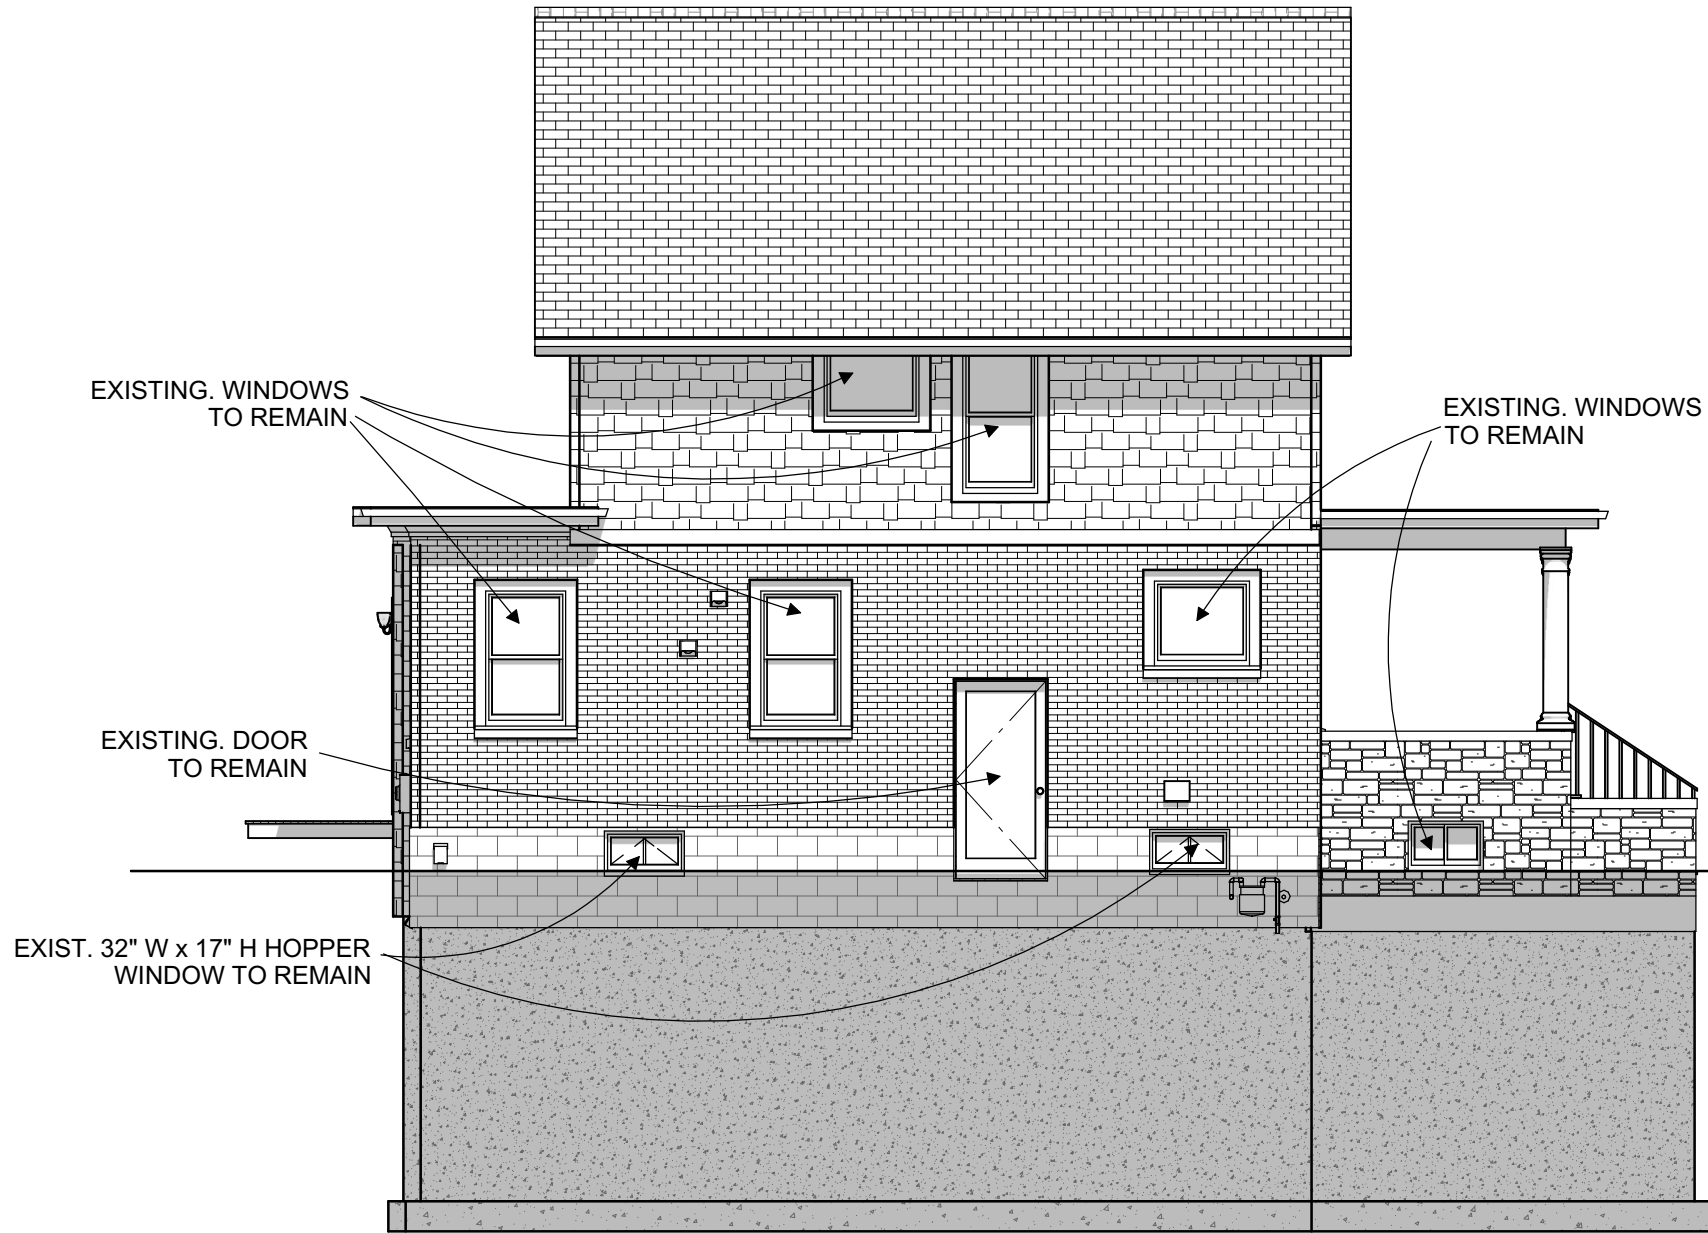 EXISTING. WINDOWS
TO REMAIN
EXISTING. WINDOWS
TO REMAIN
EXISTING. DOOR
TO REMAIN
EXIST. 32" W x 17" H HOPPER
WINDOW TO REMAIN